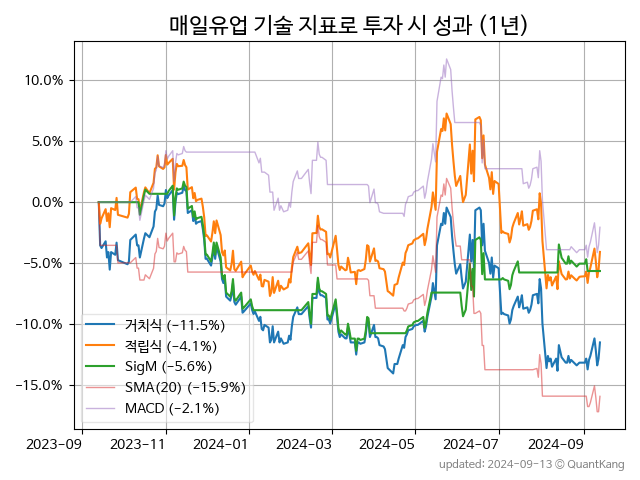 매일유업 기술 지표로 투자 시 성과 (1년)
10.0%
5.0%
0.0%
−5.0%
−10.0%
−15.0%
거치식 (−11.5%)
적립식 (−4.1%)
SigM (−5.6%)
SMA(20) (−15.9%)
MACD (−2.1%)
2023-09 2023-11 2024-01 2024-03 2024-05 2024-07 2024-09
updated: 2024-09-13 © QuantKang